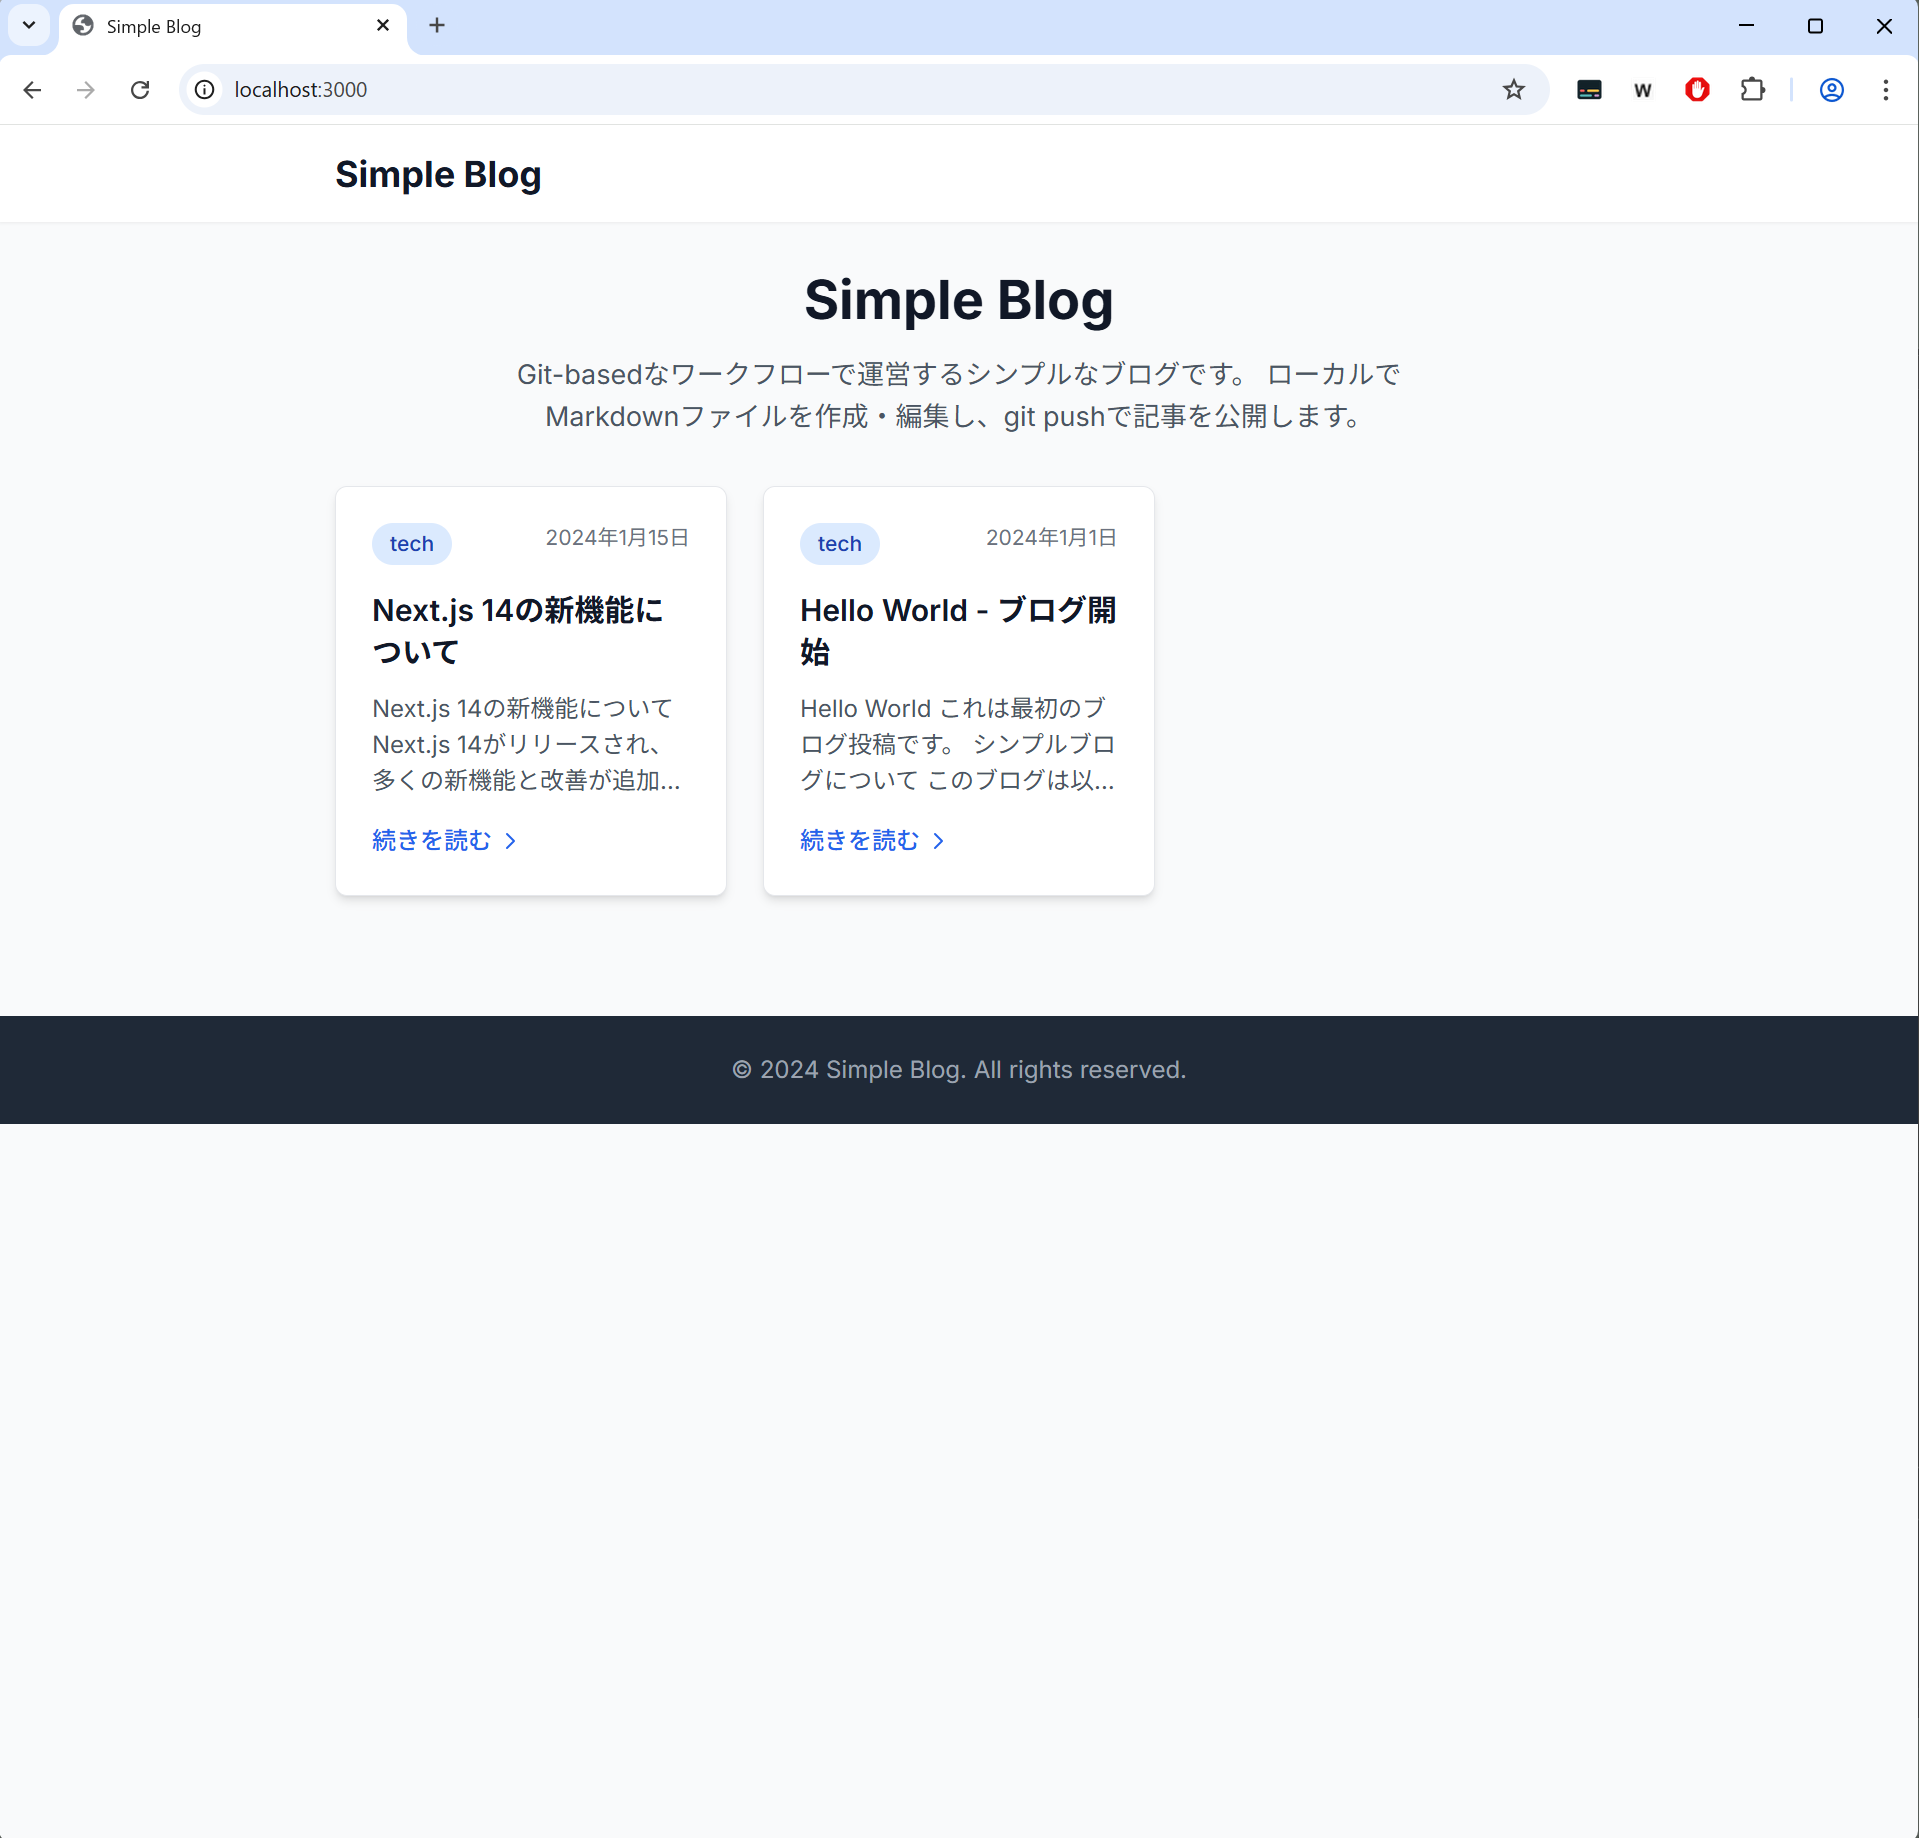 Simple Blog
localhost:3000
W
Simple Blog
Simple Blog
Git-basedなワークフローで運営するシンプルなブログです。 ローカルで
Markdownファイルを作成・編集し、git pushで記事を公開します。
tech
2024年1月15日
Next.js 14の新機能に
ついて
Next.js 14の新機能について
Next.js 14がリリースされ、
多くの新機能と改善が追加...
続きを読む
tech
2024年1月1日
Hello World - ブログ開
始
Hello World これは最初のブ
ログ投稿です。 シンプルブロ
グについて このブログは以...
続きを読む
© 2024 Simple Blog. All rights reserved.